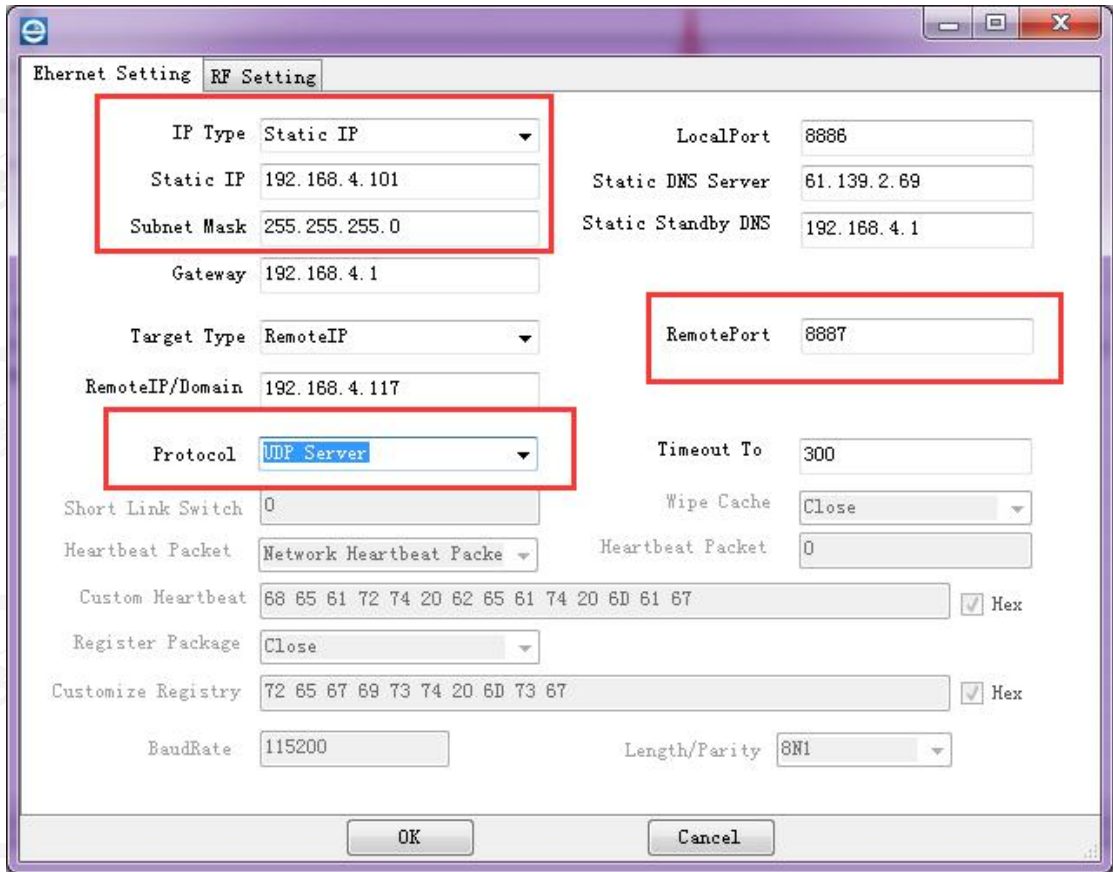 Ehernet Setting RF Setting
IP Type Static IP LocalPort 8886
Static IP 192.168.4.101 Static DNS Server 61.139.2.69
Subnet Mask 255.255.255.0 Static Standby DNS 192.168.4.1
Gateway 192.168.4.1
Target Type RemoteIP RemotePort 8887
RemoteIP/Domain 192.168.4.117
Protocol UDP Server Timeout To 300
Short Link Switch 0 Wipe Cache Close
Heartbeat Packet Network Heartbeat Packe Heartbeat Packet 0
Custom Heartbeat 68 65 61 72 74 20 62 65 61 74 20 6D 61 67 Hex
Register Package Close
Customize Registry 72 65 67 69 73 74 20 6D 73 67 Hex
BaudRate 115200 Length/Parity 8N1
OK Cancel